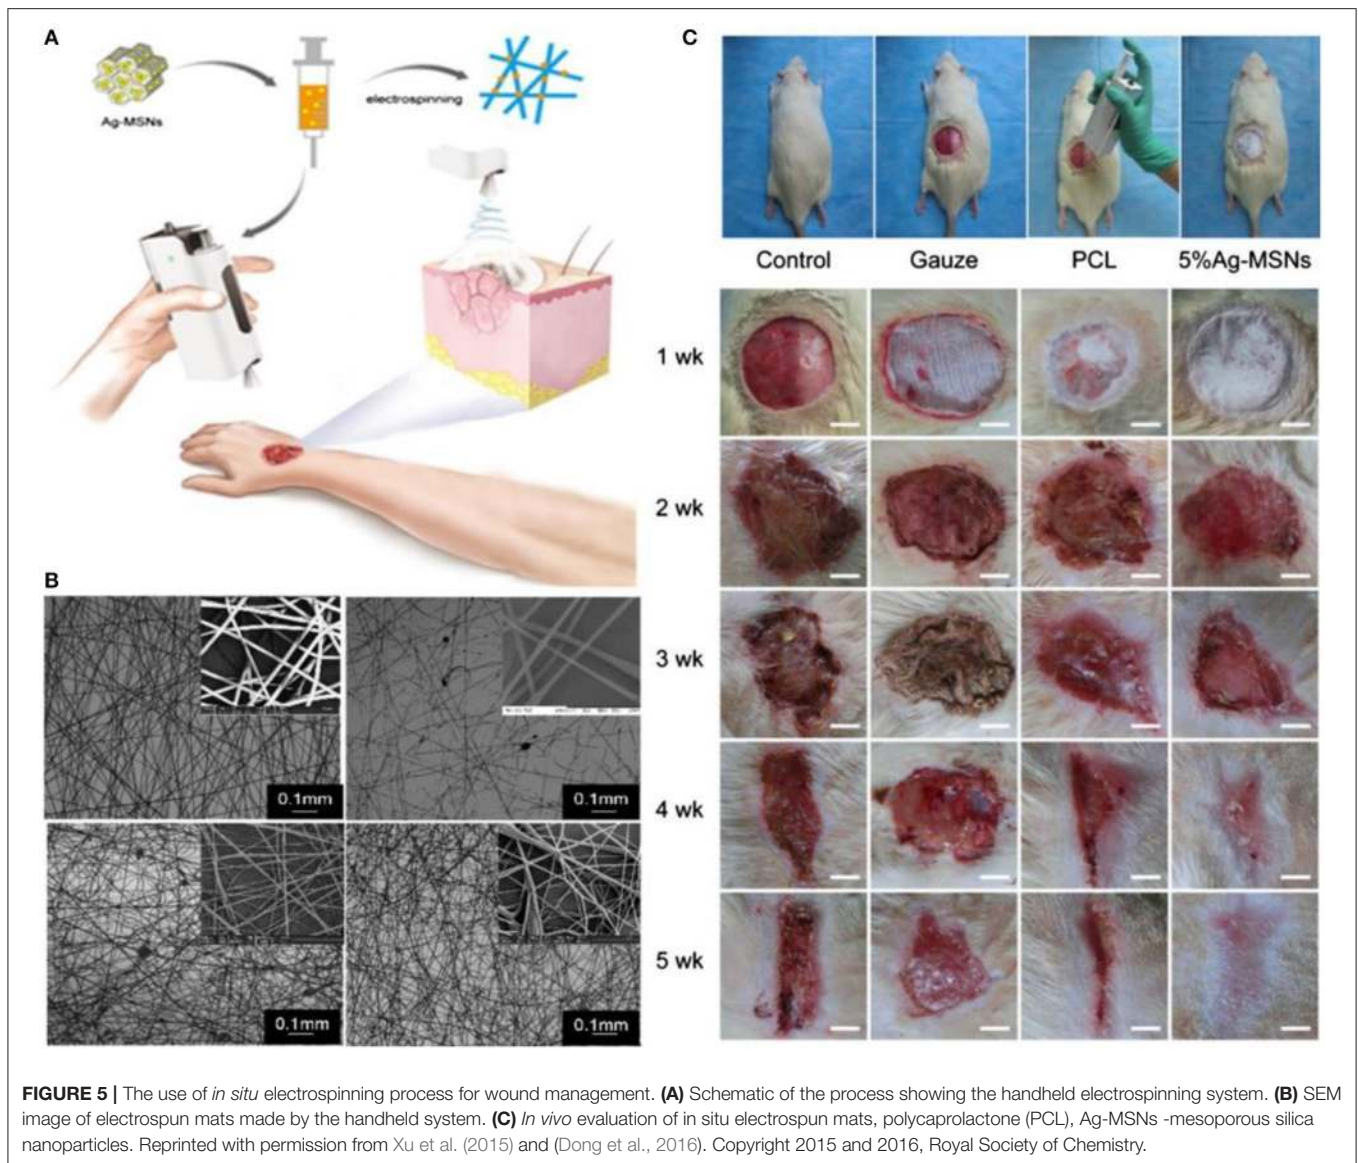 A
Ag-MSNs
electrospinning
B
0.1mm
0.1mm
0.1mm
0.1mm
C
Control Gauze PCL 5%Ag-MSNs
1 wk
2 wk
3 wk
4 wk
5 wk
FIGURE 5 | The use of in situ electrospinning process for wound management. (A) Schematic of the process showing the handheld electrospinning system. (B) SEM
image of electrospun mats made by the handheld system. (C) In vivo evaluation of in situ electrospun mats, polycaprolactone (PCL), Ag-MSNs -mesoporous silica
nanoparticles. Reprinted with permission from Xu et al. (2015) and (Dong et al., 2016). Copyright 2015 and 2016, Royal Society of Chemistry.